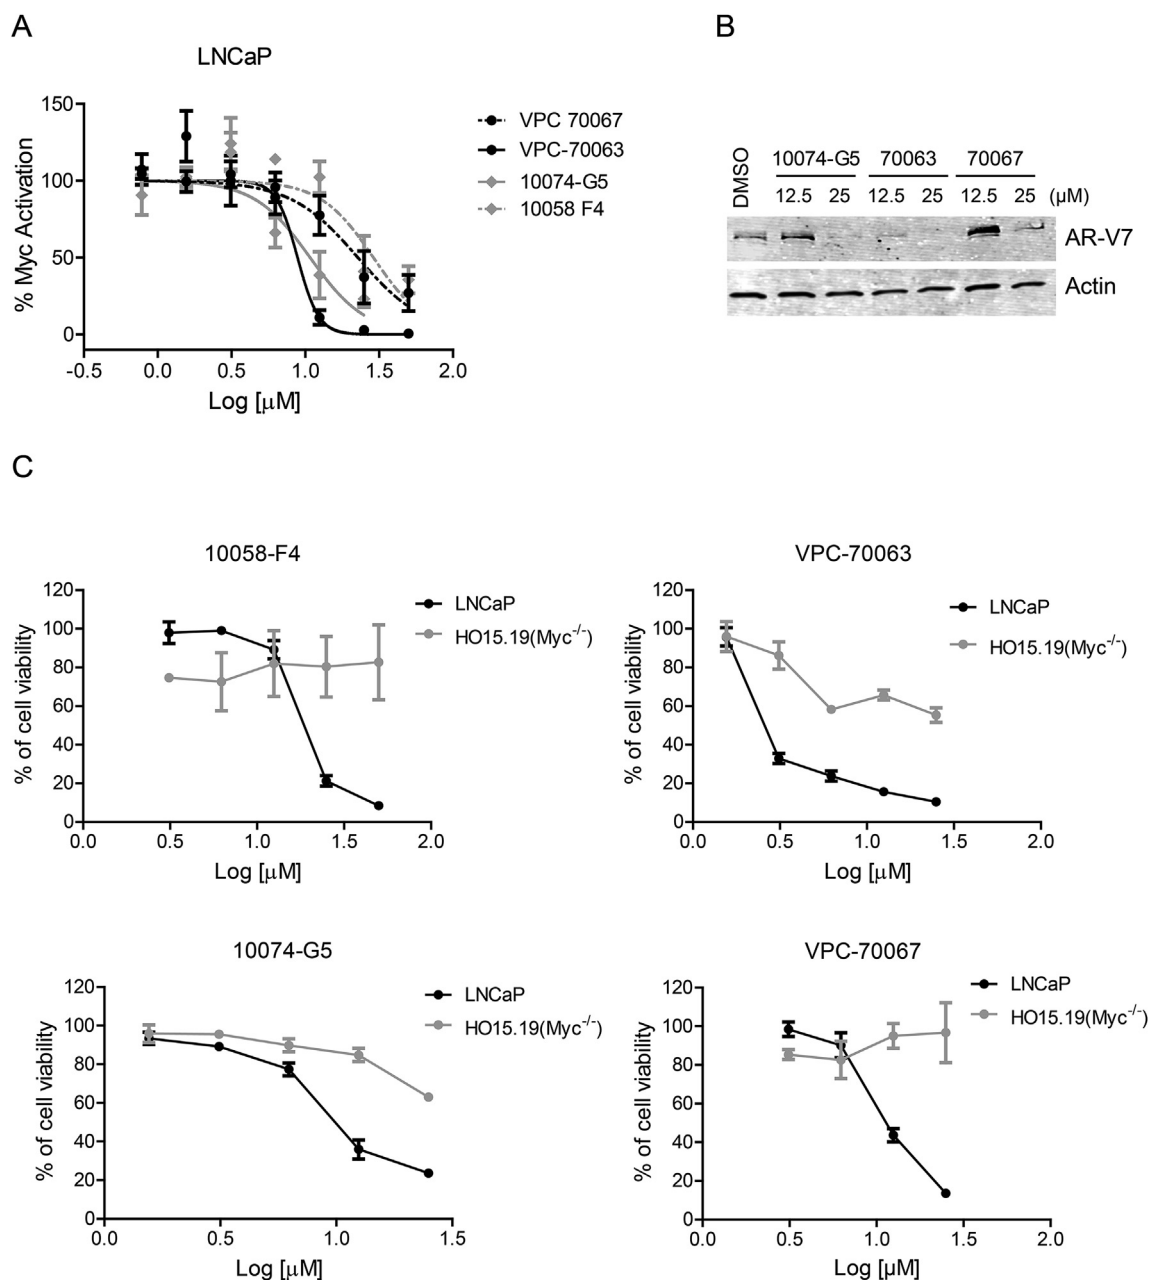 A
LNCaP
150
100
50
0
% Myc Activation
-0.5 0.0 0.5 1.0 1.5 2.0
Log [μM]
VPC 70067
VPC-70063
10074-G5
10058 F4
B
DMSO
10074-G5 70063 70067
12.5 25 12.5 25 12.5 25 (μM)
AR-V7
Actin
C
10058-F4
120
100
80
60
40
20
0
% of cell viability
0.0 0.5 1.0 1.5 2.0
Log [μM]
LNCaP
HO15.19(Myc-/-)
VPC-70063
120
100
80
60
40
20
0
% of cell viability
0.0 0.5 1.0 1.5 2.0
Log [μM]
LNCaP
HO15.19(Myc-/-)
10074-G5
120
100
80
60
40
20
0
% of cell viability
0.0 0.5 1.0 1.5
Log [μM]
LNCaP
HO15.19(Myc-/-)
VPC-70067
120
100
80
60
40
20
0
% of cell viability
0.0 0.5 1.0 1.5 2.0
Log [μM]
LNCaP
HO15.19(Myc-/-)